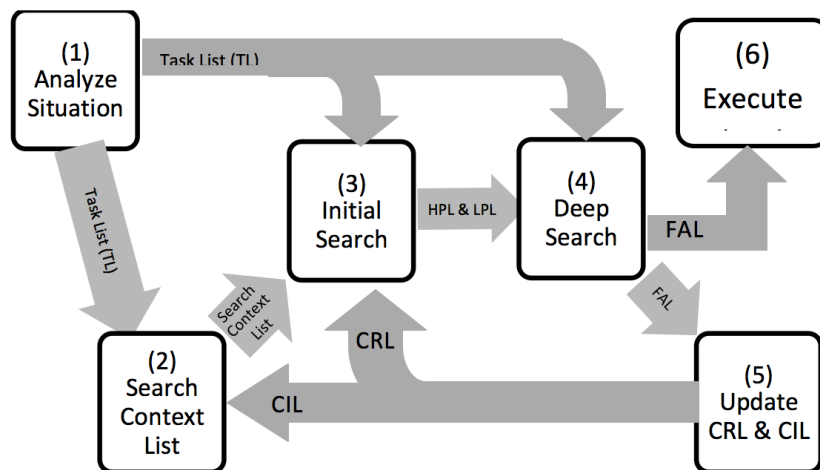 (1)
Analyze
Situation
Task List (TL)
(6)
Execute
Task List (TL)
(3)
Initial
Search
HPL & LPL
(4)
Deep
Search
FAL
FAL
Search
Context
List
CRL
(2)
Search
Context
List
CIL
(5)
Update
CRL & CIL